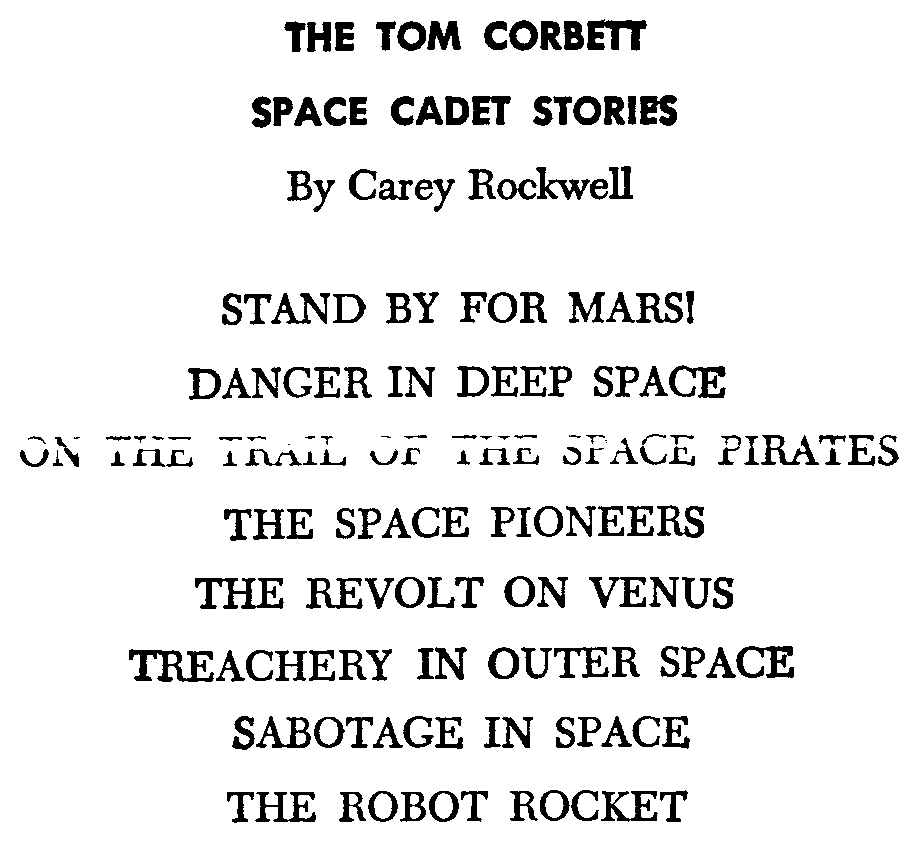 THE TOM CORBETT
SPACE CADET STORIES
By Carey Rockwell
STAND BY FOR MARS!
DANGER IN DEEP SPACE
ON THE TRAIL OF THE SPACE PIRATES
THE SPACE PIONEERS
THE REVOLT ON VENUS
TREACHERY IN OUTER SPACE
SABOTAGE IN SPACE
THE ROBOT ROCKET